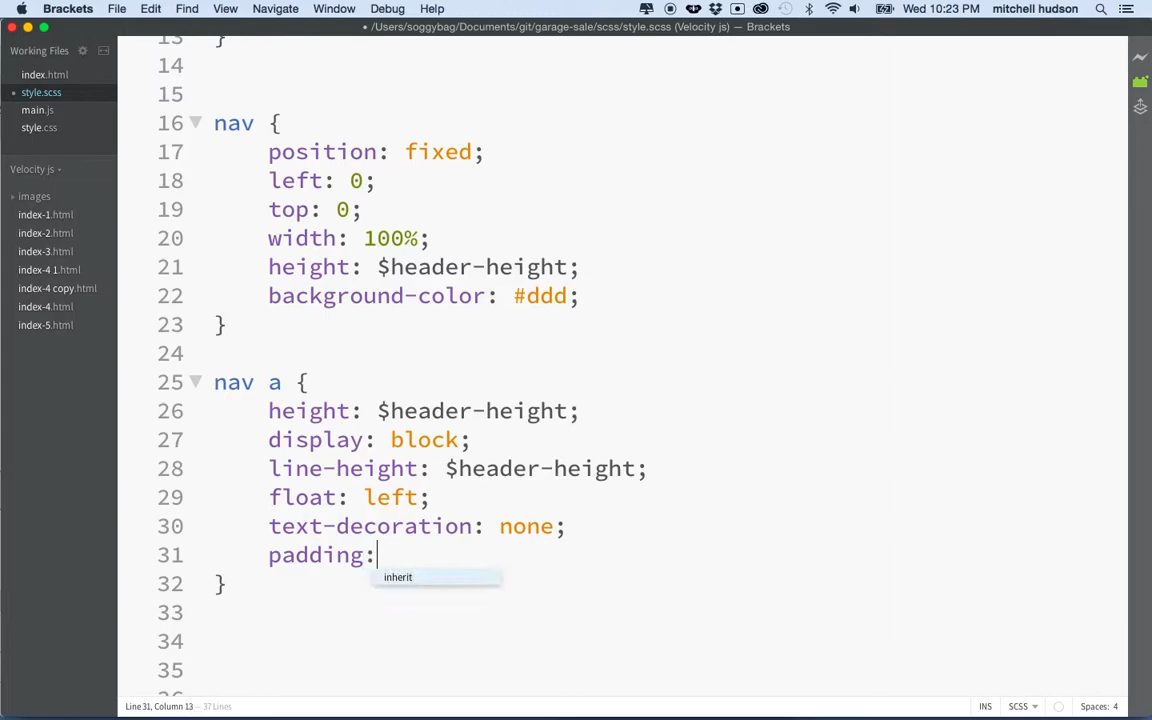 Brackets File Edit Find View Navigate Window Debug Help Wed 10:23 PM mitchell hudson
/Users/soggybag/Documents/git/garage-sale/scss/style.scss (Velocity js) — Brackets
Working Files
index.html
style.scss
main.js
style.css
Velocity js
images
index-1.html
index-2.html
index-3.html
index-4 1.html
index-4 copy.html
index-4.html
index-5.html
13 }
14
15
16 nav {
17 position: fixed;
18 left: 0;
19 top: 0;
20 width: 100%;
21 height: $header-height;
22 background-color: #ddd;
23 }
24
25 nav a {
26 height: $header-height;
27 display: block;
28 line-height: $header-height;
29 float: left;
30 text-decoration: none;
31 padding:
inherit
32 }
33
34
35
36
Line 31, Column 13 — 37 Lines INS SCSS Spaces: 4